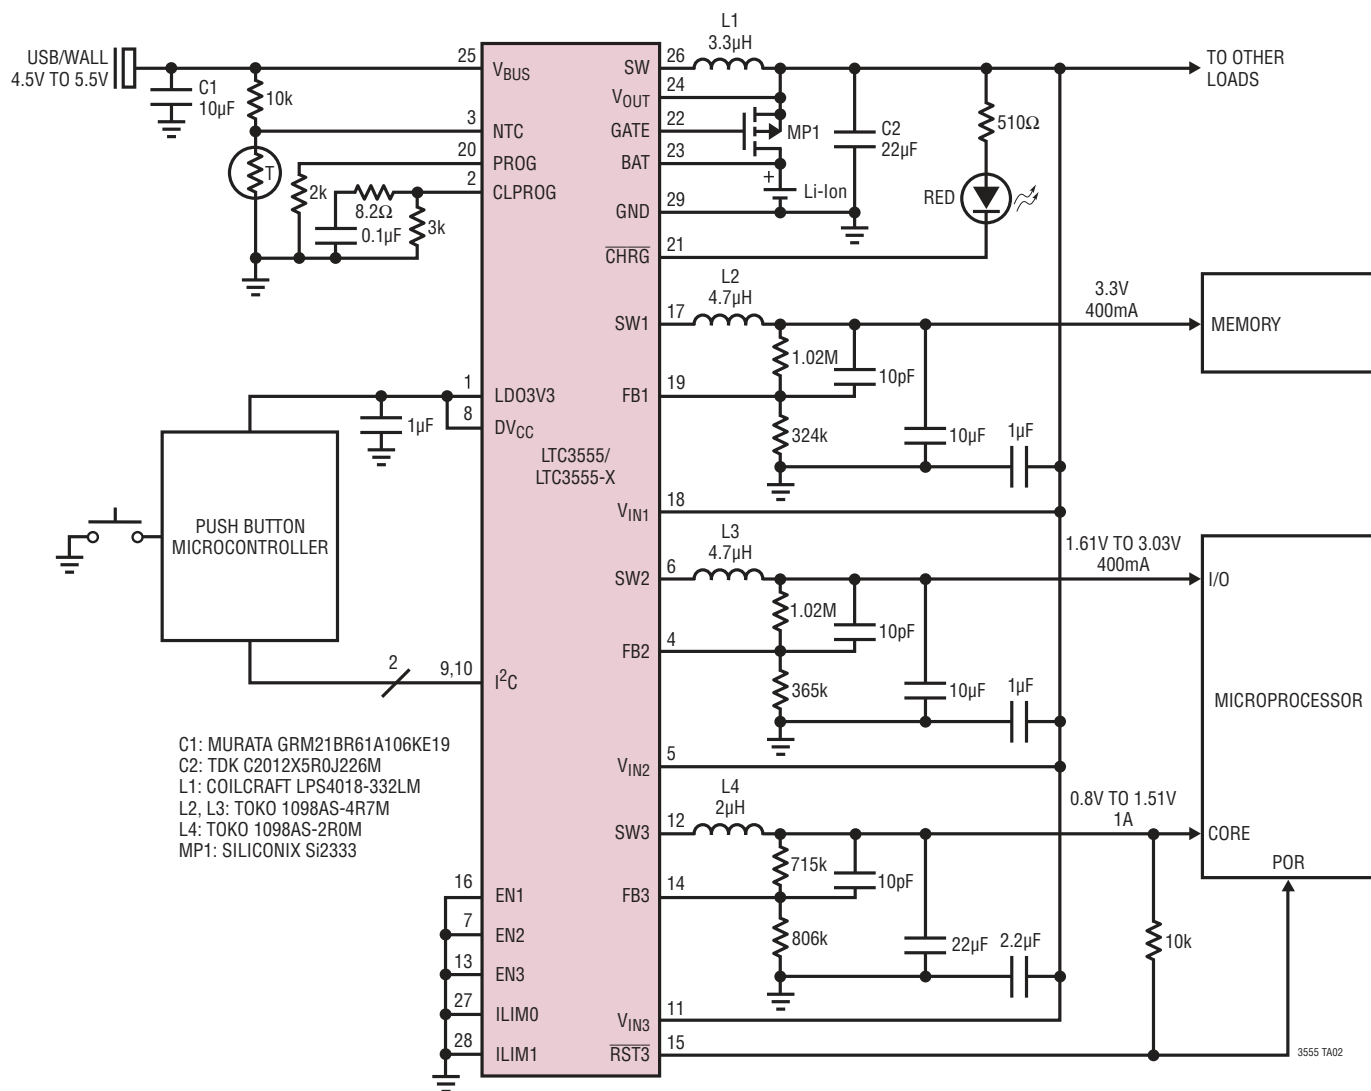 USB/WALL
4.5V TO 5.5V
C1
10µF
10k
T
2k
8.2Ω
0.1µF
3k
25
VBUS
3
NTC
20
PROG
2
CLPROG
1
LDO3V3
8
DVCC
1µF
LTC3555/
LTC3555-X
PUSH BUTTON
MICROCONTROLLER
2
9,10
I2C
C1: MURATA GRM21BR61A106KE19
C2: TDK C2012X5R0J226M
L1: COILCRAFT LPS4018-332LM
L2, L3: TOKO 1098AS-4R7M
L4: TOKO 1098AS-2R0M
MP1: SILICONIX Si2333
16
EN1
7
EN2
13
EN3
27
ILIM0
28
ILIM1
SW
26
L1
3.3µH
TO OTHER
LOADS
VOUT
24
GATE
22
MP1
C2
22µF
510Ω
BAT
23
+
Li-Ion
RED
GND
29
CHRG
21
SW1
17
L2
4.7µH
3.3V
400mA
MEMORY
1.02M
10pF
FB1
19
324k
10µF
1µF
VIN1
18
SW2
6
L3
4.7µH
1.61V TO 3.03V
400mA
I/O
1.02M
10pF
FB2
4
365k
10µF
1µF
MICROPROCESSOR
VIN2
5
SW3
12
L4
2µH
0.8V TO 1.51V
1A
CORE
POR
715k
10pF
FB3
14
806k
22µF
2.2µF
10k
VIN3
11
RST3
15
3555 TA02